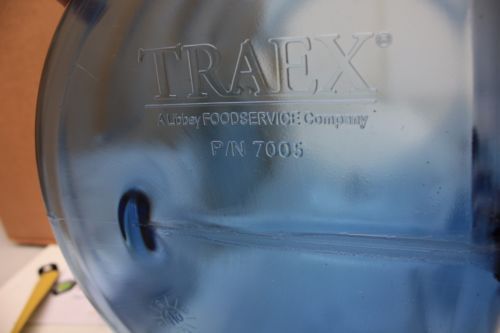 TRAEX®
A Libbey FOODSERVICE Company
P/N 7005